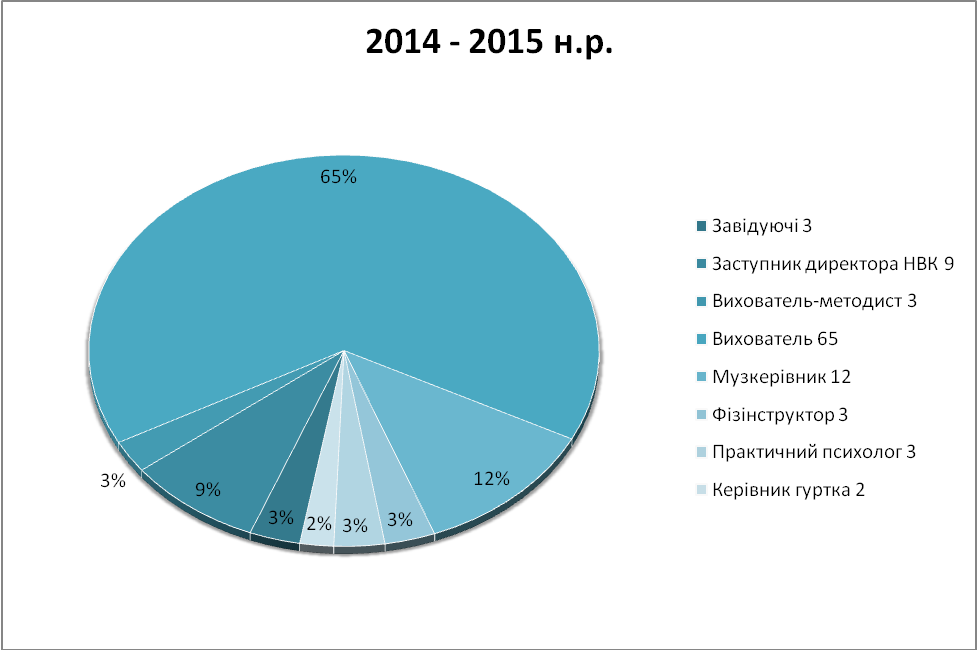 2014 - 2015 н.р.
65%
12%
3%
3%
2%
3%
9%
3%
Завідуючі 3
Заступник директора НВК 9
Вихователь-методист 3
Вихователь 65
Музкерівник 12
Фізінструктор 3
Практичний психолог 3
Керівник гуртка 2